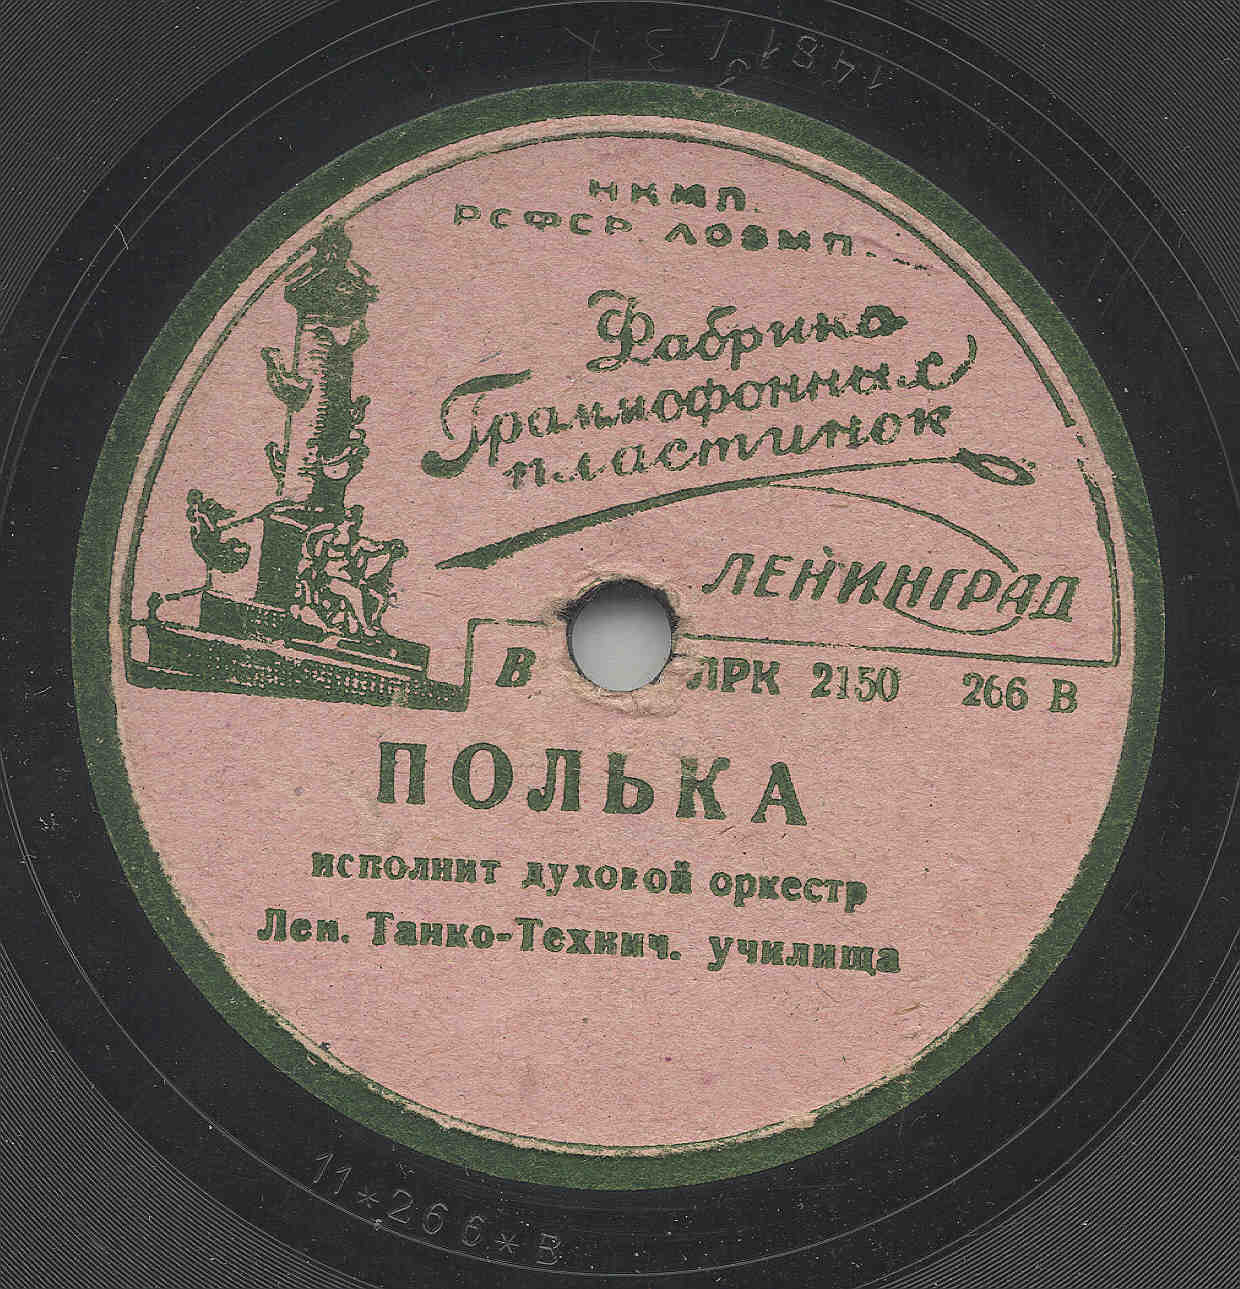 НКМП.
РСФСР ЛОЗМП.
Фабрика
Граммофонных
пластинок
ЛЕНИНГРАД
В ЛРК 2150 266 В
ПОЛЬКА
исполнит духовой оркестр
Лен. Танко-Технич. училища
11*266*В